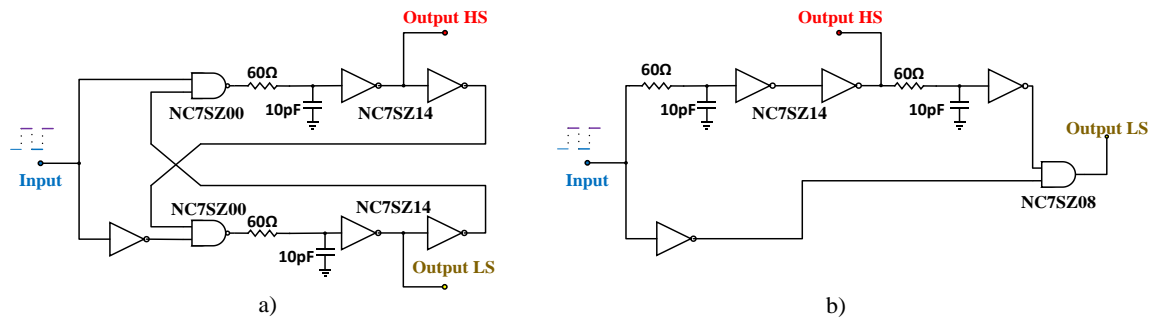 Output HS
60Ω
10pF
NC7SZ00
NC7SZ14
Input
NC7SZ00
60Ω
NC7SZ14
10pF
Output LS
a)
b)
Output HS
60Ω
60Ω
10pF
NC7SZ14
10pF
Output LS
Input
NC7SZ08